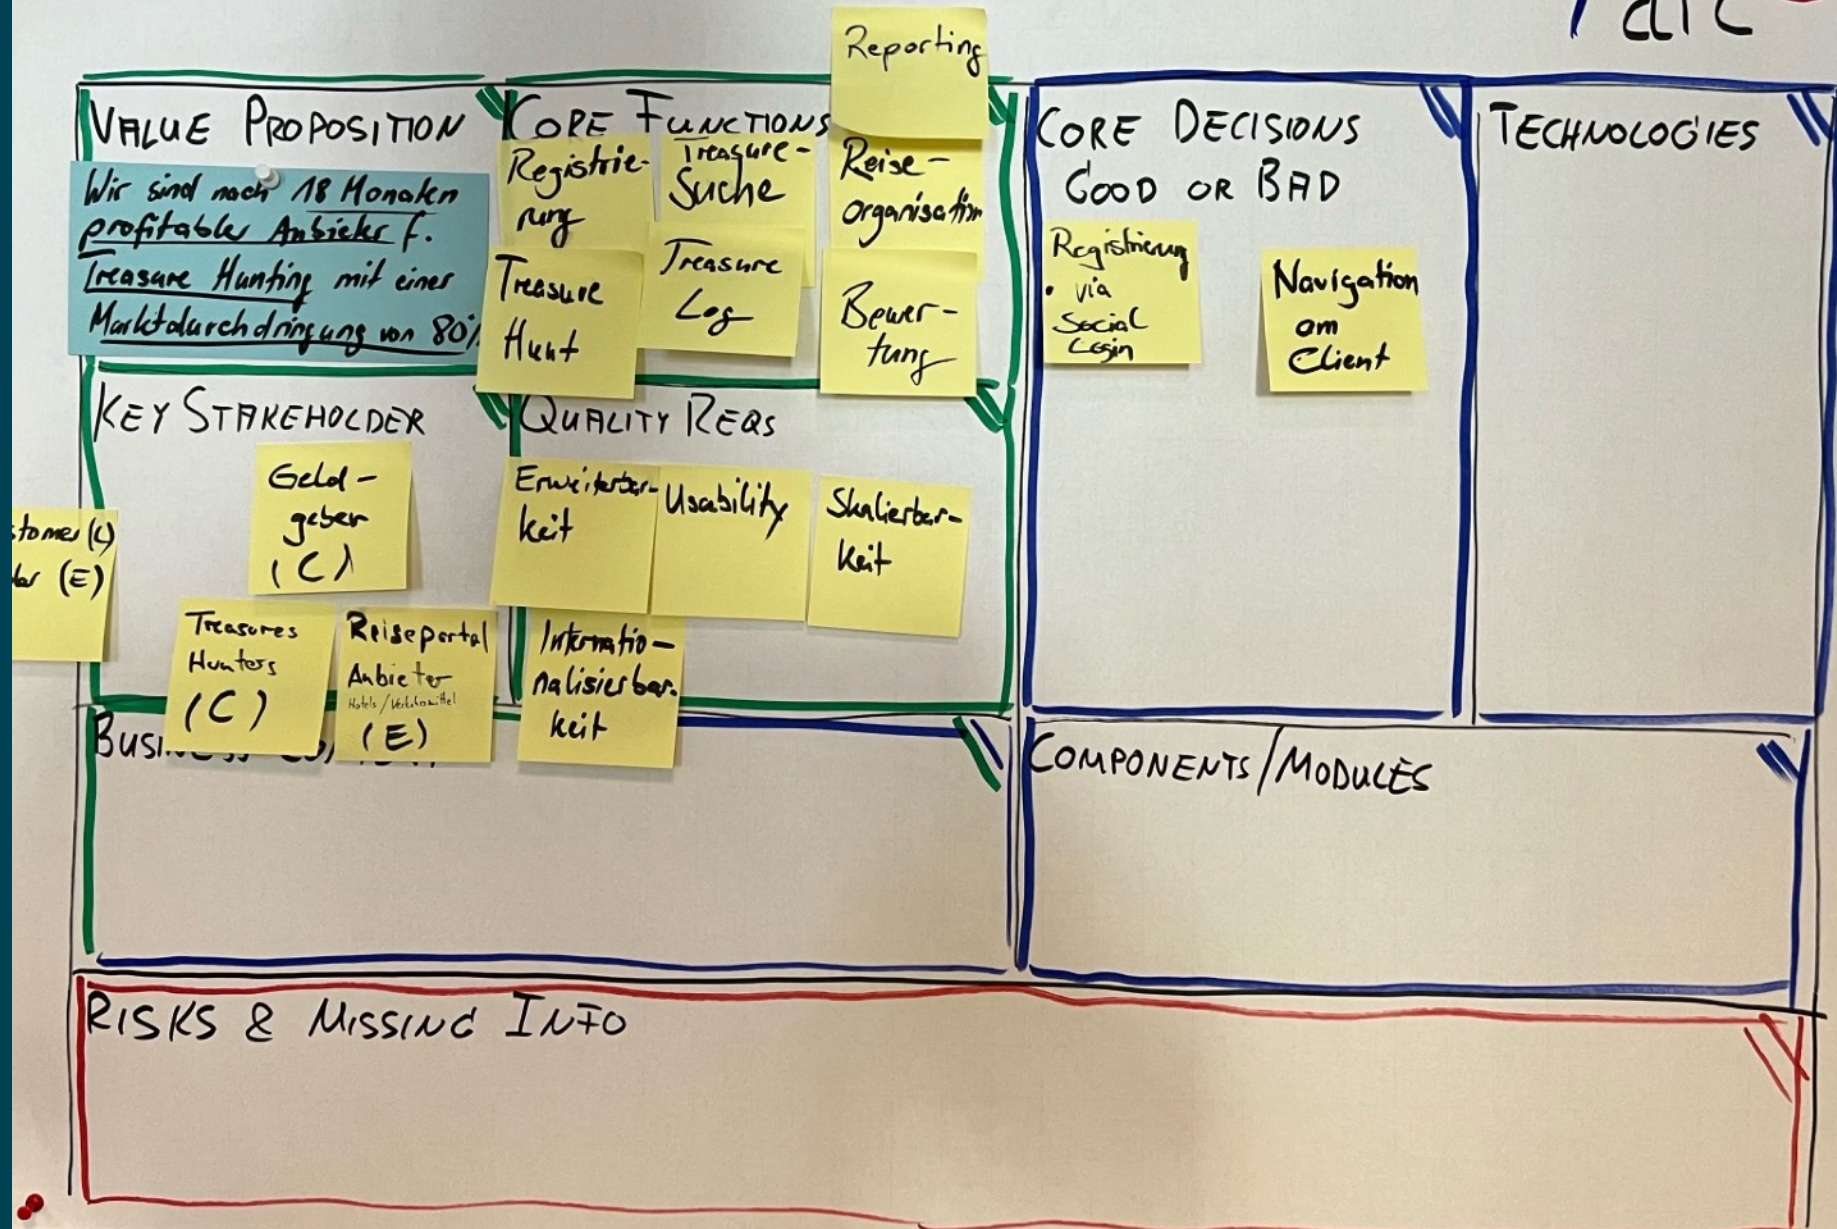 arc
VALUE PROPOSITION
Wir sind nach 18 Monaten
profitabler Anbieter f.
Treasure Hunting mit einer
Marktdurchdringung von 80%
CORE FUNCTIONS
Reporting
Registrie-
rung
Treasure-
Suche
Reise-
organisation
Treasure
Hunt
Treasure
Log
Bewer-
tung
CORE DECISIONS
GOOD OR BAD
Registrierung
• via
Social
Login
Navigation
am
Client
TECHNOLOGIES
KEY STAKEHOLDER
Geld-
geber
(C)
(E)
Treasures
Hunters
(C)
Reiseportal
Anbieter
Hotels/Verkehrsmittel
(E)
QUALITY REQS
Erweiterbar-
keit
Usability
Skalierbar-
keit
Internatio-
nalisierbar-
keit
COMPONENTS/MODULES
RISKS & MISSING INFO